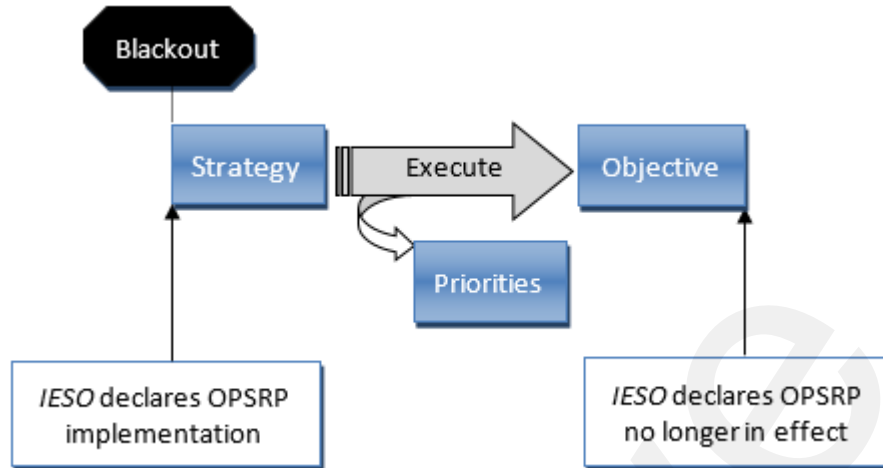 Blackout
Strategy
Execute
Objective
Priorities
IESO declares OPSRP
implementation
IESO declares OPSRP
no longer in effect